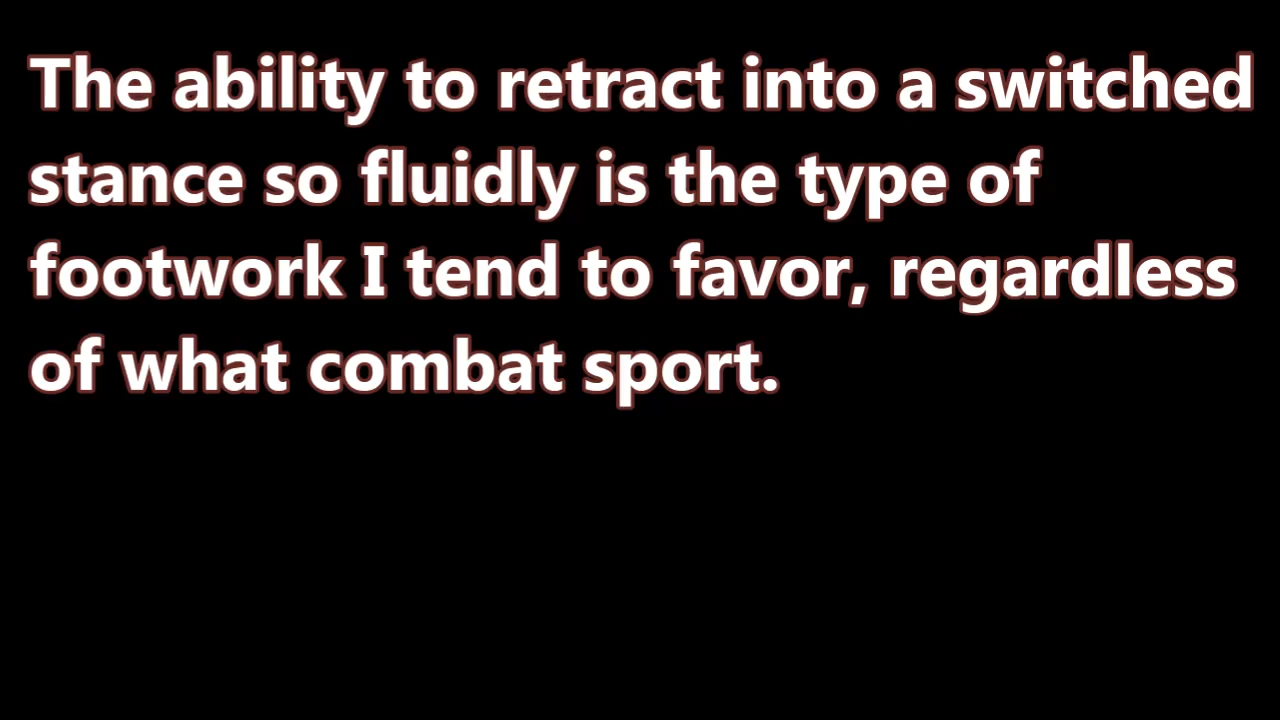 The ability to retract into a switched
stance so fluidly is the type of
footwork I tend to favor, regardless
of what combat sport.